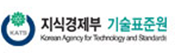 KATS
지식경제부 기술표준원
Korean Agency for Technology and Standards